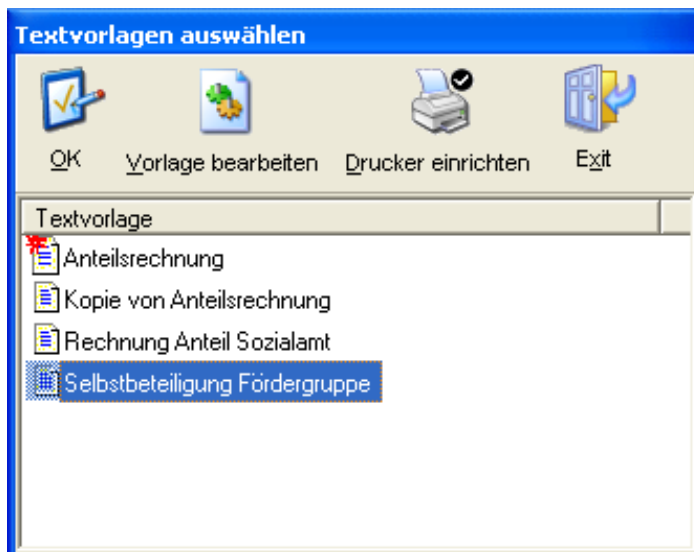 Textvorlagen auswählen
OK Vorlage bearbeiten Drucker einrichten Exit
Textvorlage
Anteilsrechnung
Kopie von Anteilsrechnung
Rechnung Anteil Sozialamt
Selbstbeteiligung Fördergruppe